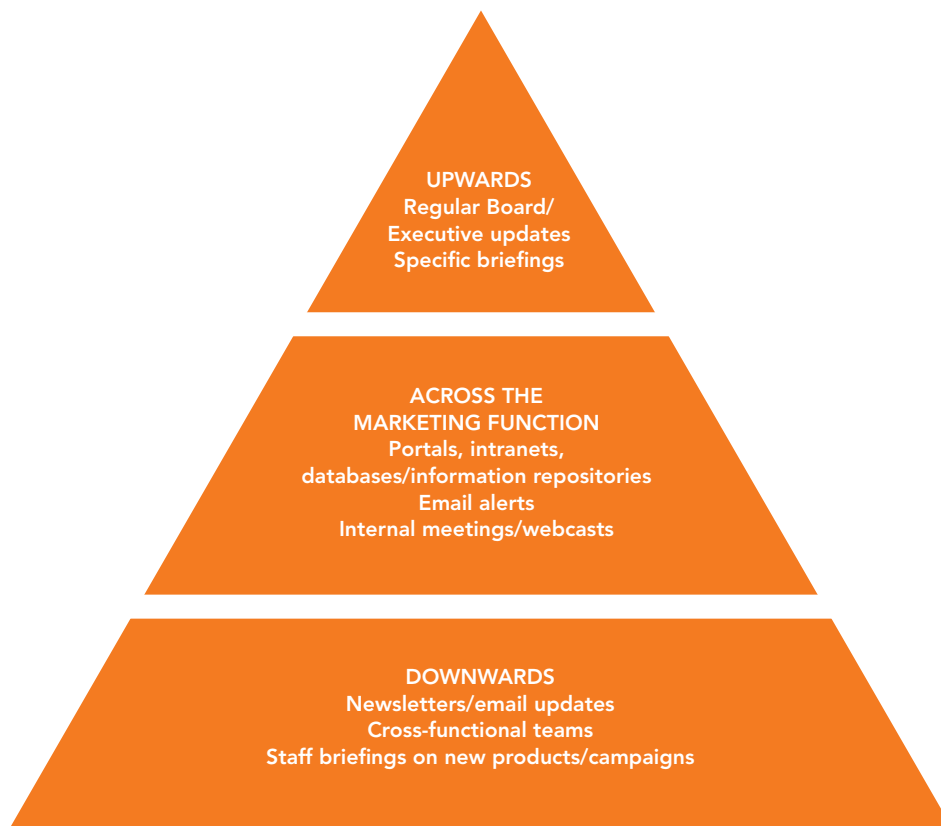 UPWARDS
Regular Board/
Executive updates
Specific briefings
ACROSS THE
MARKETING FUNCTION
Portals, intranets,
databases/information repositories
Email alerts
Internal meetings/webcasts
DOWNWARDS
Newsletters/email updates
Cross-functional teams
Staff briefings on new products/campaigns